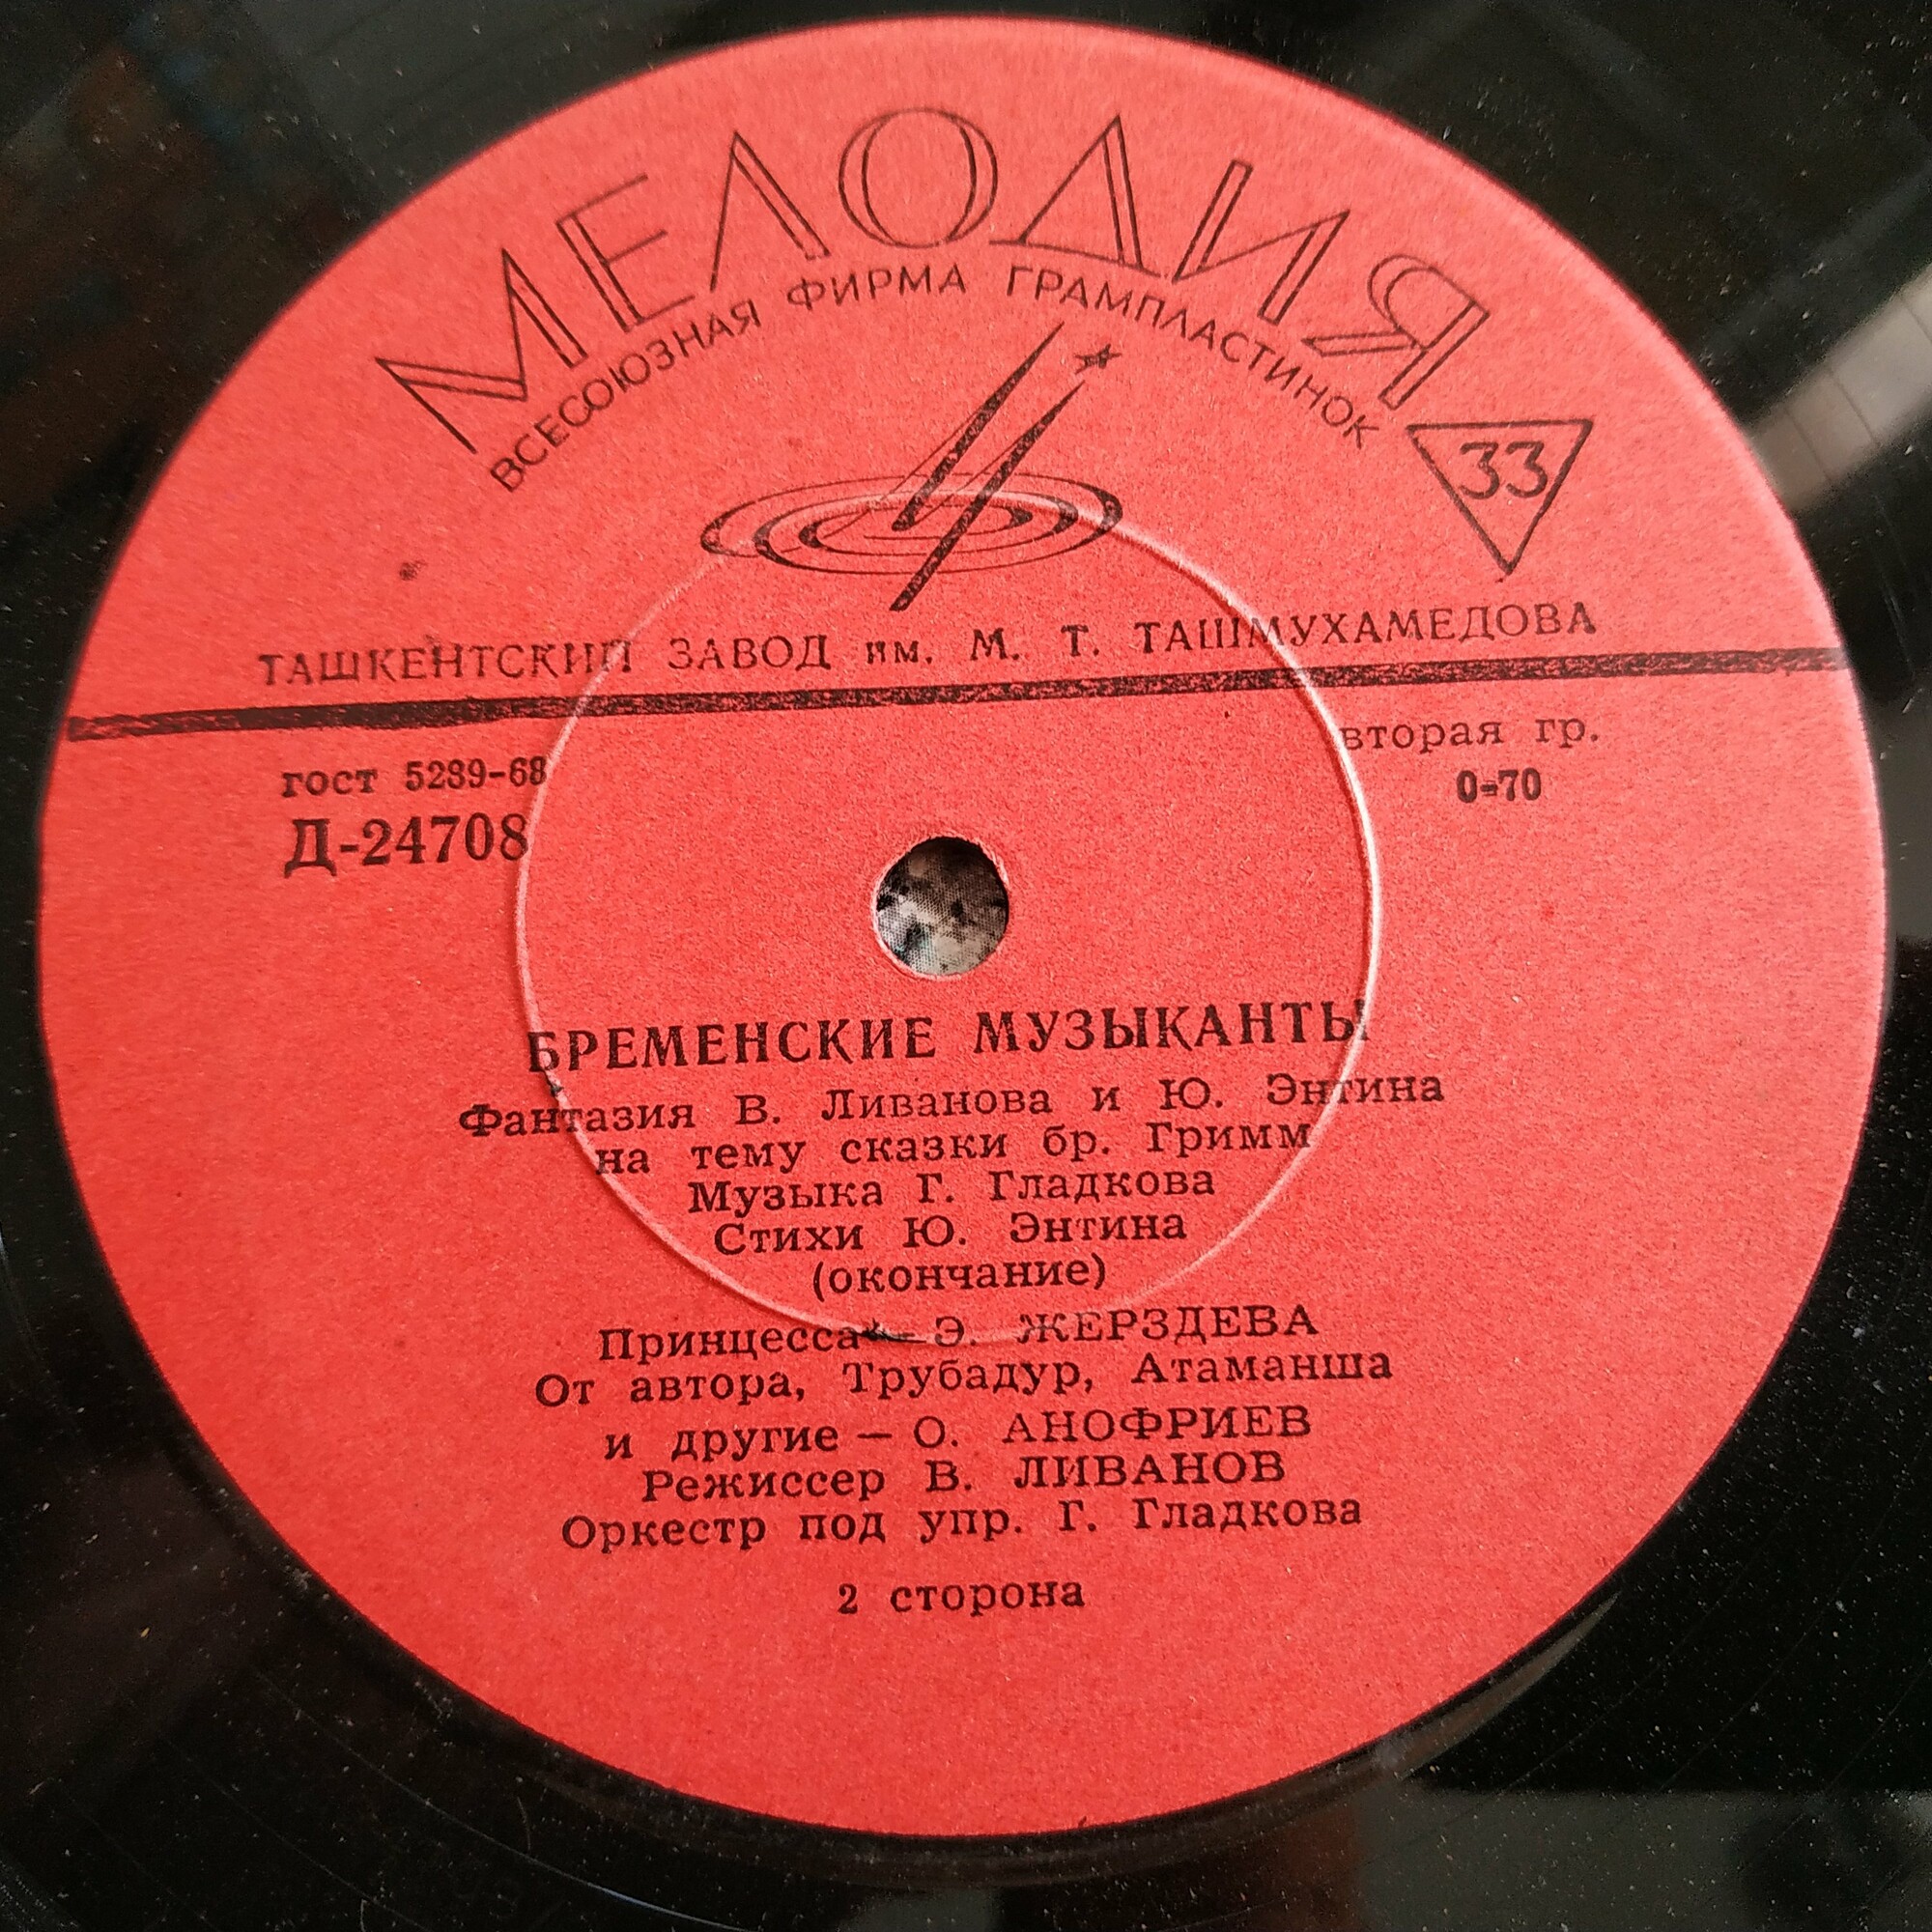 МЕЛОДИЯ
ВСЕСОЮЗНАЯ ФИРМА ГРАМПЛАСТИНОК
33
ТАШКЕНТСКИЙ ЗАВОД им. М. Т. ТАШМУХАМЕДОВА
ГОСТ 5289-68
вторая гр.
Д-24708
0-70
БРЕМЕНСКИЕ МУЗЫКАНТЫ
Фантазия В. Ливанова и Ю. Энтина
на тему сказки бр. Гримм
Музыка Г. Гладкова
Стихи Ю. Энтина
(окончание)
Принцесса — Э. ЖЕРЗДЕВА
От автора, Трубадур, Атаманша
и другие — О. АНОФРИЕВ
Режиссер В. ЛИВАНОВ
Оркестр под упр. Г. Гладкова
2 сторона